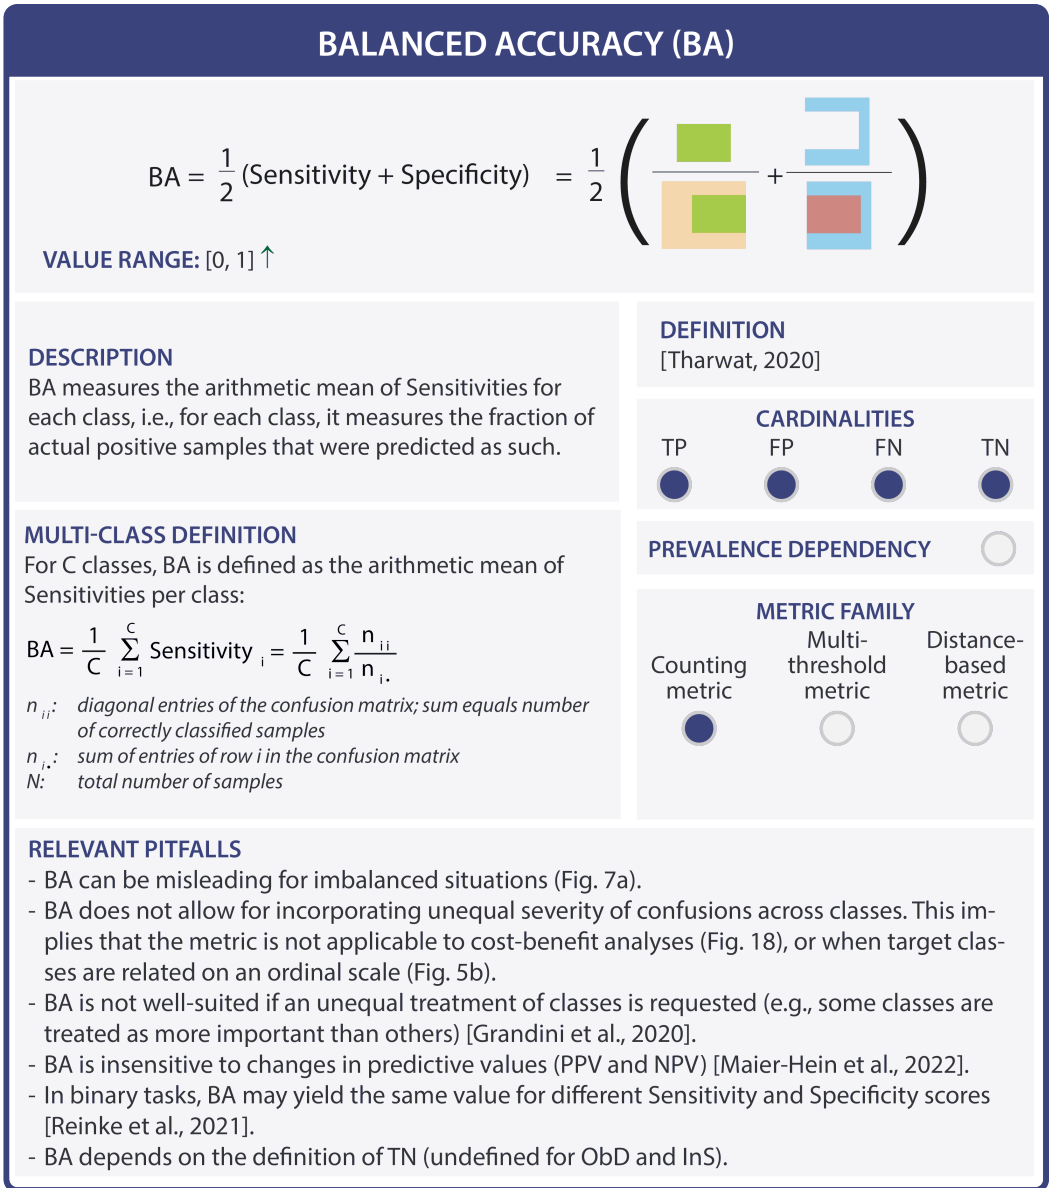 BALANCED ACCURACY (BA)
BA = 1/2 (Sensitivity + Specificity) = 1/2 ( + )
VALUE RANGE: [0, 1] ↑
DESCRIPTION
BA measures the arithmetic mean of Sensitivities for
each class, i.e., for each class, it measures the fraction of
actual positive samples that were predicted as such.
MULTI-CLASS DEFINITION
For C classes, BA is defined as the arithmetic mean of
Sensitivities per class:
BA = 1/C Σ_{i=1}^{C} Sensitivity_i = 1/C Σ_{i=1}^{C} n_{ii}/n_{i.}
n_{ii}: diagonal entries of the confusion matrix; sum equals number
of correctly classified samples
n_{i.}: sum of entries of row i in the confusion matrix
N: total number of samples
DEFINITION
[Tharwat, 2020]
CARDINALITIES
TP FP FN TN
PREVALENCE DEPENDENCY
METRIC FAMILY
Counting
metric
Multi-
threshold
metric
Distance-
based
metric
RELEVANT PITFALLS
- BA can be misleading for imbalanced situations (Fig. 7a).
- BA does not allow for incorporating unequal severity of confusions across classes. This im-
plies that the metric is not applicable to cost-benefit analyses (Fig. 18), or when target clas-
ses are related on an ordinal scale (Fig. 5b).
- BA is not well-suited if an unequal treatment of classes is requested (e.g., some classes are
treated as more important than others) [Grandini et al., 2020].
- BA is insensitive to changes in predictive values (PPV and NPV) [Maier-Hein et al., 2022].
- In binary tasks, BA may yield the same value for different Sensitivity and Specificity scores
[Reinke et al., 2021].
- BA depends on the definition of TN (undefined for ObD and InS).